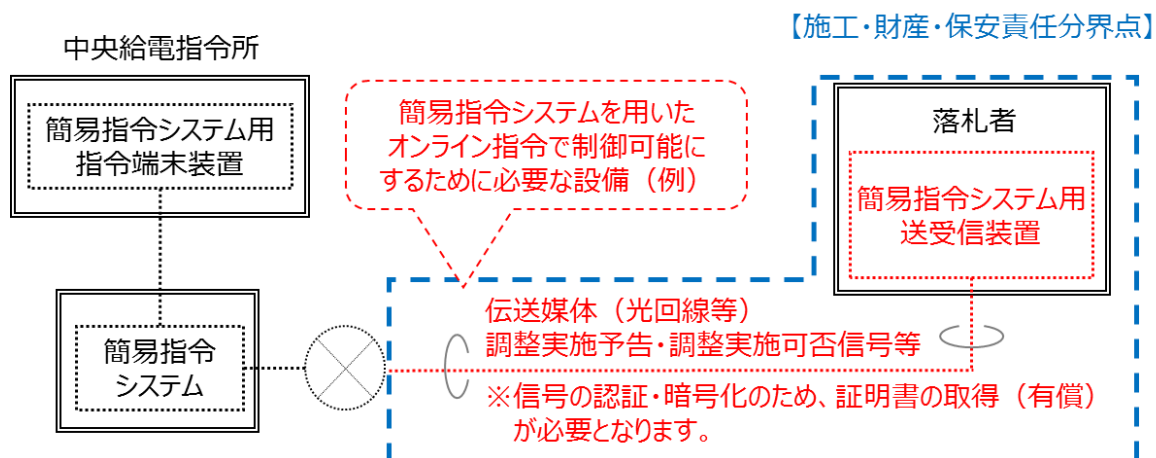 【施工・財産・保安責任分界点】
中央給電指令所
簡易指令システム用
指令端末装置
簡易指令システムを用いた
オンライン指令で制御可能に
するために必要な設備（例）
落札者
簡易指令システム用
送受信装置
簡易指令
システム
伝送媒体（光回線等）
調整実施予告・調整実施可否信号等
※信号の認証・暗号化のため、証明書の取得（有償）
が必要となります。